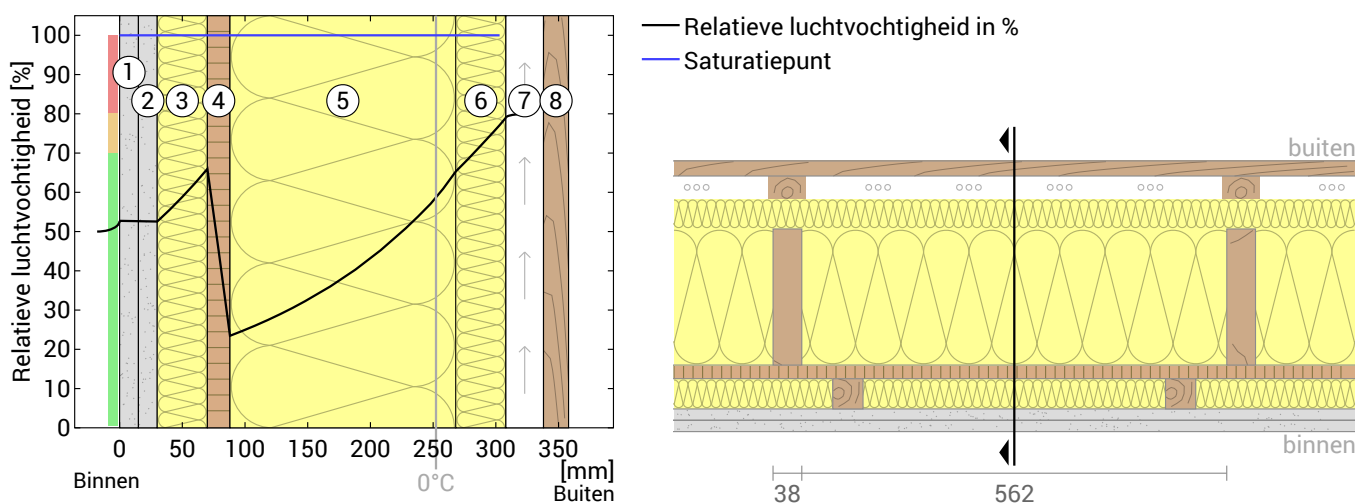 Relatieve luchtvochtigheid [%]
100
90
80
70
60
50
40
30
20
10
0
1
2
3
4
5
6
7
8
0 50 100 150 200 250 300 350
[mm]
Binnen
0°C
Buiten
Relatieve luchtvochtigheid in %
Saturatiepunt
buiten
binnen
38 562